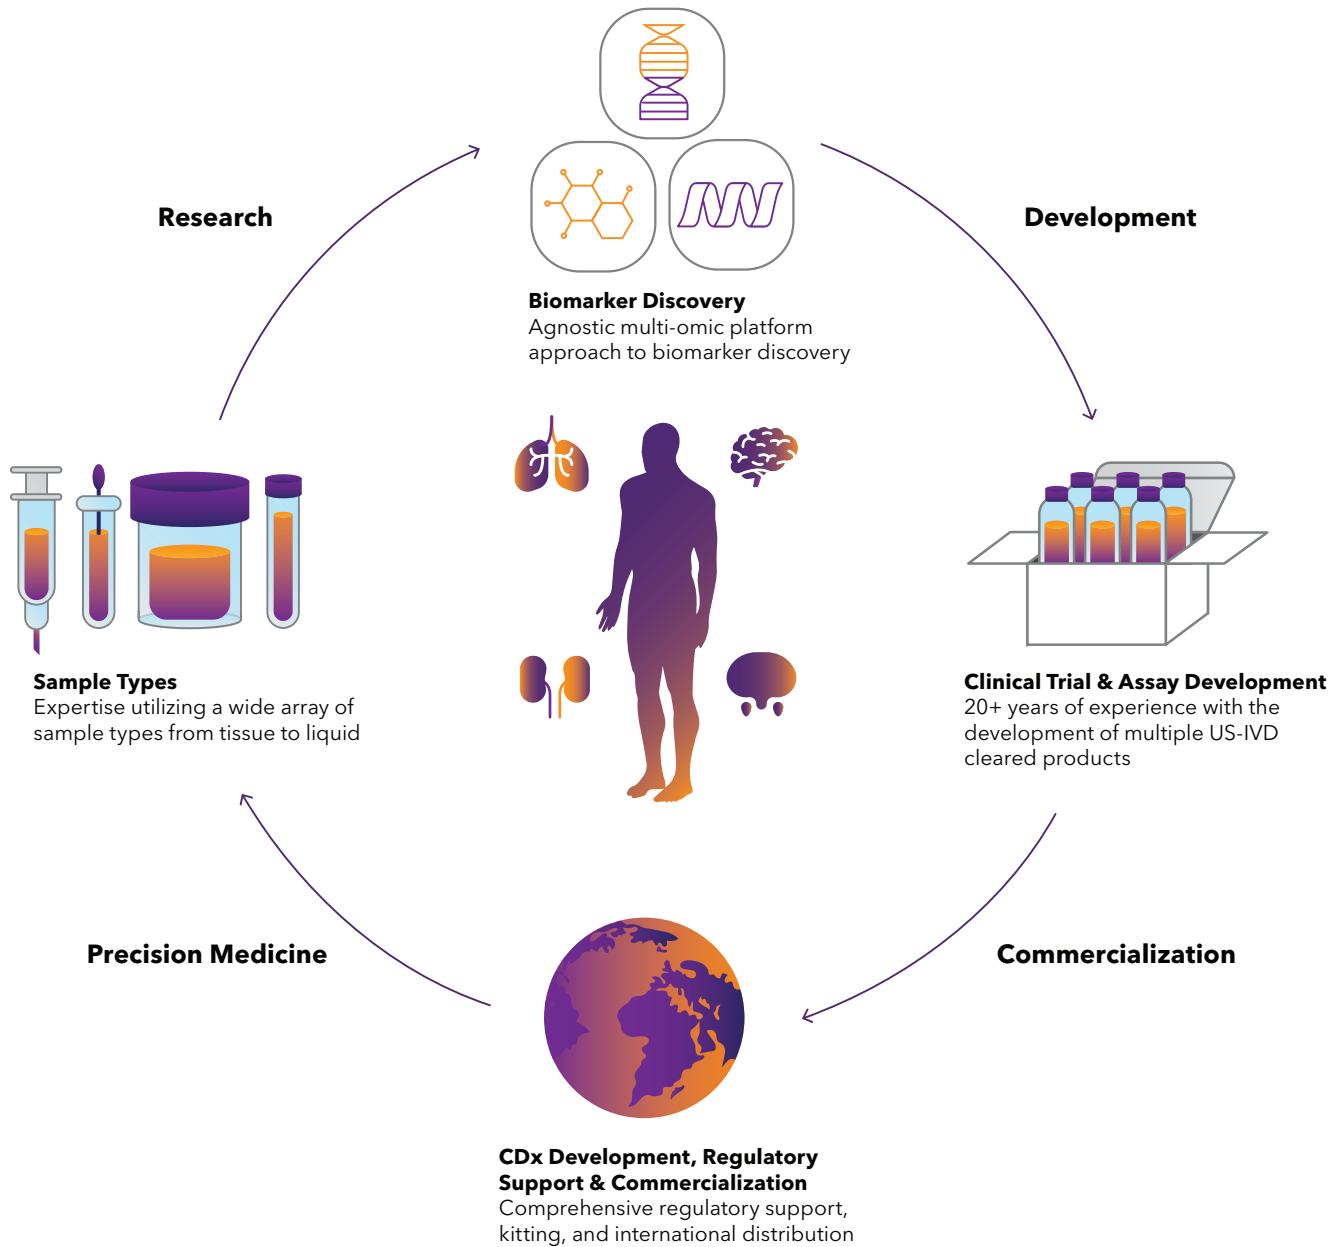 Research
Development
Biomarker Discovery
Agnostic multi-omic platform
approach to biomarker discovery
Sample Types
Expertise utilizing a wide array of
sample types from tissue to liquid
Clinical Trial & Assay Development
20+ years of experience with the
development of multiple US-IVD
cleared products
Precision Medicine
Commercialization
CDx Development, Regulatory
Support & Commercialization
Comprehensive regulatory support,
kitting, and international distribution